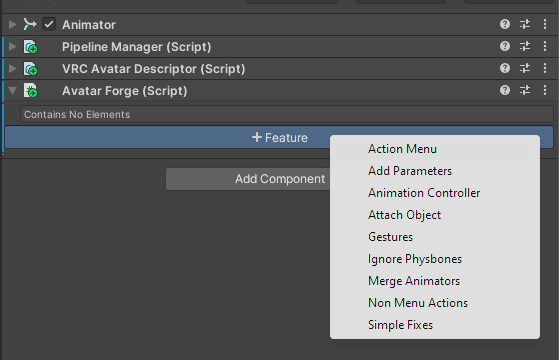 Animator
Pipeline Manager (Script)
VRC Avatar Descriptor (Script)
Avatar Forge (Script)
Contains No Elements
+ Feature
Add Component
Action Menu
Add Parameters
Animation Controller
Attach Object
Gestures
Ignore Physbones
Merge Animators
Non Menu Actions
Simple Fixes